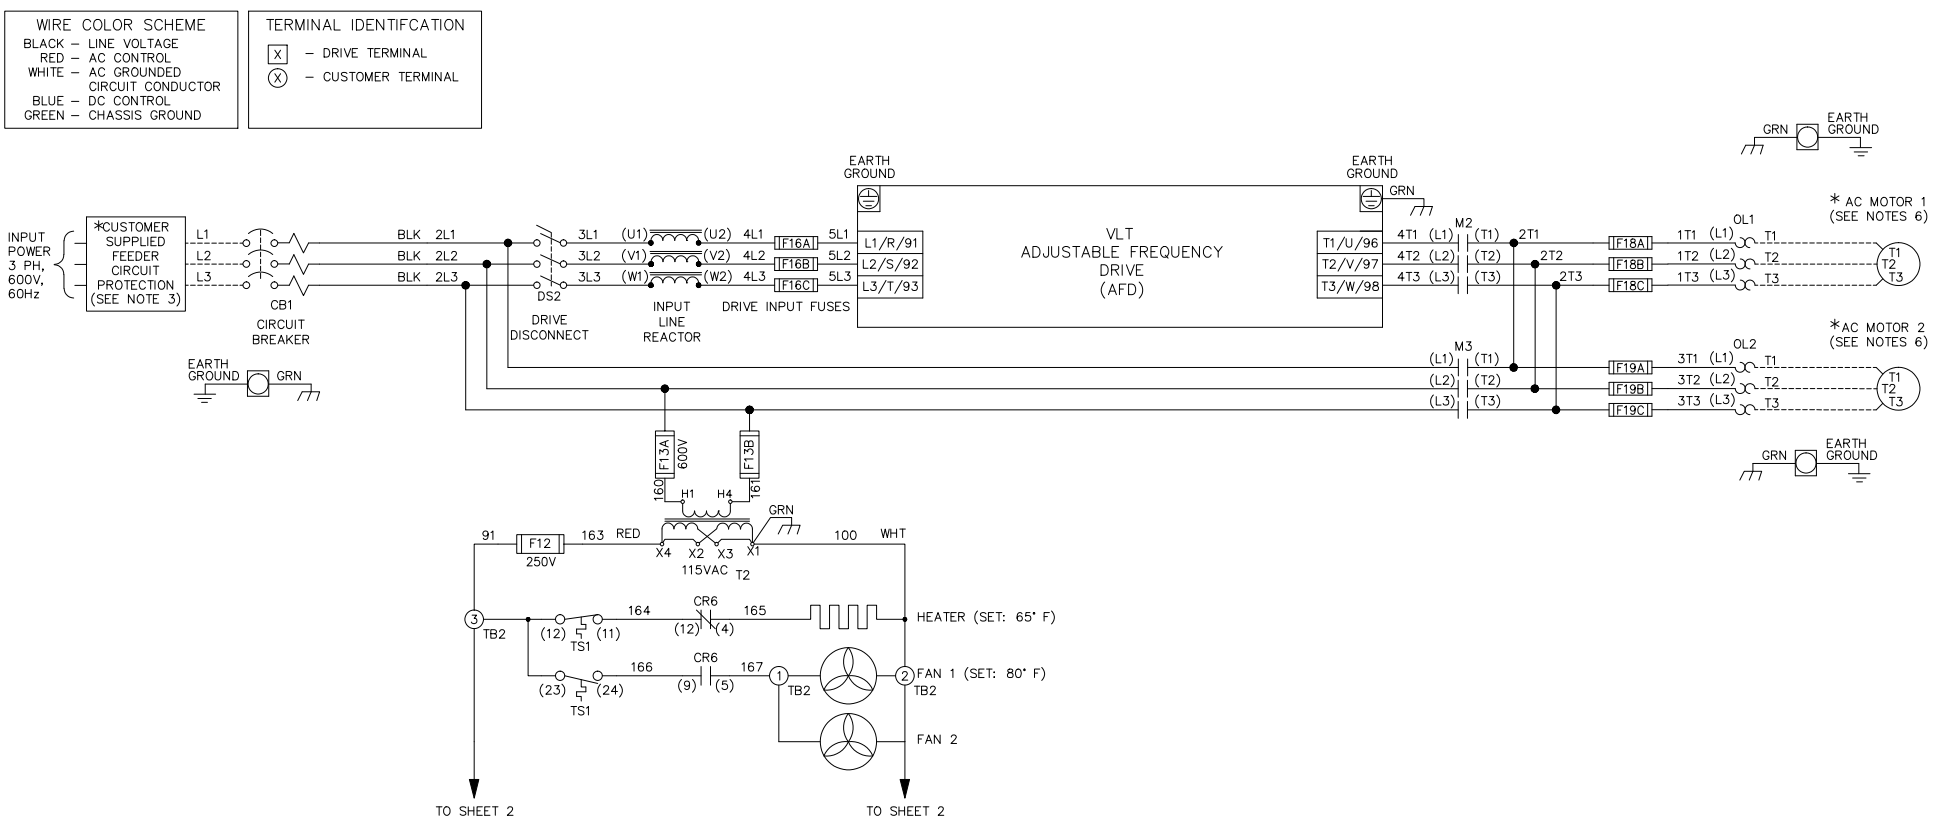 WIRE COLOR SCHEME
BLACK – LINE VOLTAGE
RED – AC CONTROL
WHITE – AC GROUNDED
CIRCUIT CONDUCTOR
BLUE – DC CONTROL
GREEN – CHASSIS GROUND
TERMINAL IDENTIFCATION
X – DRIVE TERMINAL
X – CUSTOMER TERMINAL
INPUT
POWER
3 PH,
600V,
60Hz
*CUSTOMER
SUPPLIED
FEEDER
CIRCUIT
PROTECTION
(SEE NOTE 3)
L1
L2
L3
CB1
CIRCUIT
BREAKER
EARTH
GROUND
GRN
BLK 2L1
BLK 2L2
BLK 2L3
DS2
DRIVE
DISCONNECT
3L1
3L2
3L3
(U1) (U2)
(V1) (V2)
(W1) (W2)
INPUT
LINE
REACTOR
4L1 F16A 5L1
4L2 F16B 5L2
4L3 F16C 5L3
DRIVE INPUT FUSES
EARTH
GROUND
L1/R/91
L2/S/92
L3/T/93
VLT
ADJUSTABLE FREQUENCY
DRIVE
(AFD)
EARTH
GROUND
GRN
T1/U/96
T2/V/97
T3/W/98
M2
4T1 (L1) (T1) 2T1
4T2 (L2) (T2) 2T2
4T3 (L3) (T3) 2T3
OL1
F18A 1T1 (L1) T1
F18B 1T2 (L2) T2
F18C 1T3 (L3) T3
GRN
EARTH
GROUND
* AC MOTOR 1
(SEE NOTES 6)
T1
T2
T3
M3
(L1) (T1)
(L2) (T2)
(L3) (T3)
OL2
F19A 3T1 (L1) T1
F19B 3T2 (L2) T2
F19C 3T3 (L3) T3
*AC MOTOR 2
(SEE NOTES 6)
T1
T2
T3
GRN
EARTH
GROUND
F13A
600V
F13B
160
161
H1 H4
GRN
91 F12 163 RED
250V
X4 X2 X3 X1
115VAC T2
100 WHT
3
TB2
(12) (11)
TS1
164
CR6
(12) (4)
165
HEATER (SET: 65° F)
(23) (24)
TS1
166
CR6
(9) (5)
167
1
TB2
2
TB2
FAN 1 (SET: 80° F)
FAN 2
TO SHEET 2
TO SHEET 2